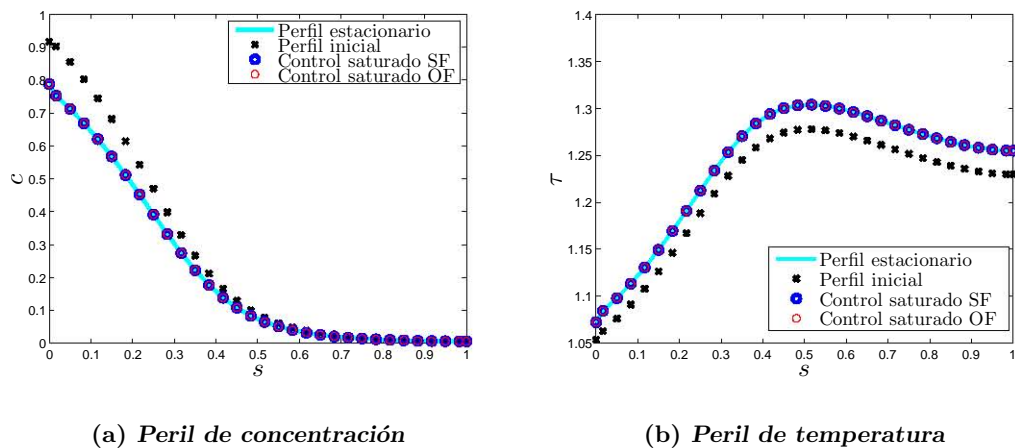 1
0.9
0.8
0.7
0.6
0.5
0.4
0.3
0.2
0.1
0
c
0 0.1 0.2 0.3 0.4 0.5 0.6 0.7 0.8 0.9 1
s
Perfil estacionario
Perfil inicial
Control saturado SF
Control saturado OF
(a) Peril de concentración
1.4
1.35
1.3
1.25
1.2
1.15
1.1
1.05
τ
0 0.1 0.2 0.3 0.4 0.5 0.6 0.7 0.8 0.9 1
s
Perfil estacionario
Perfil inicial
Control saturado SF
Control saturado OF
(b) Peril de temperatura